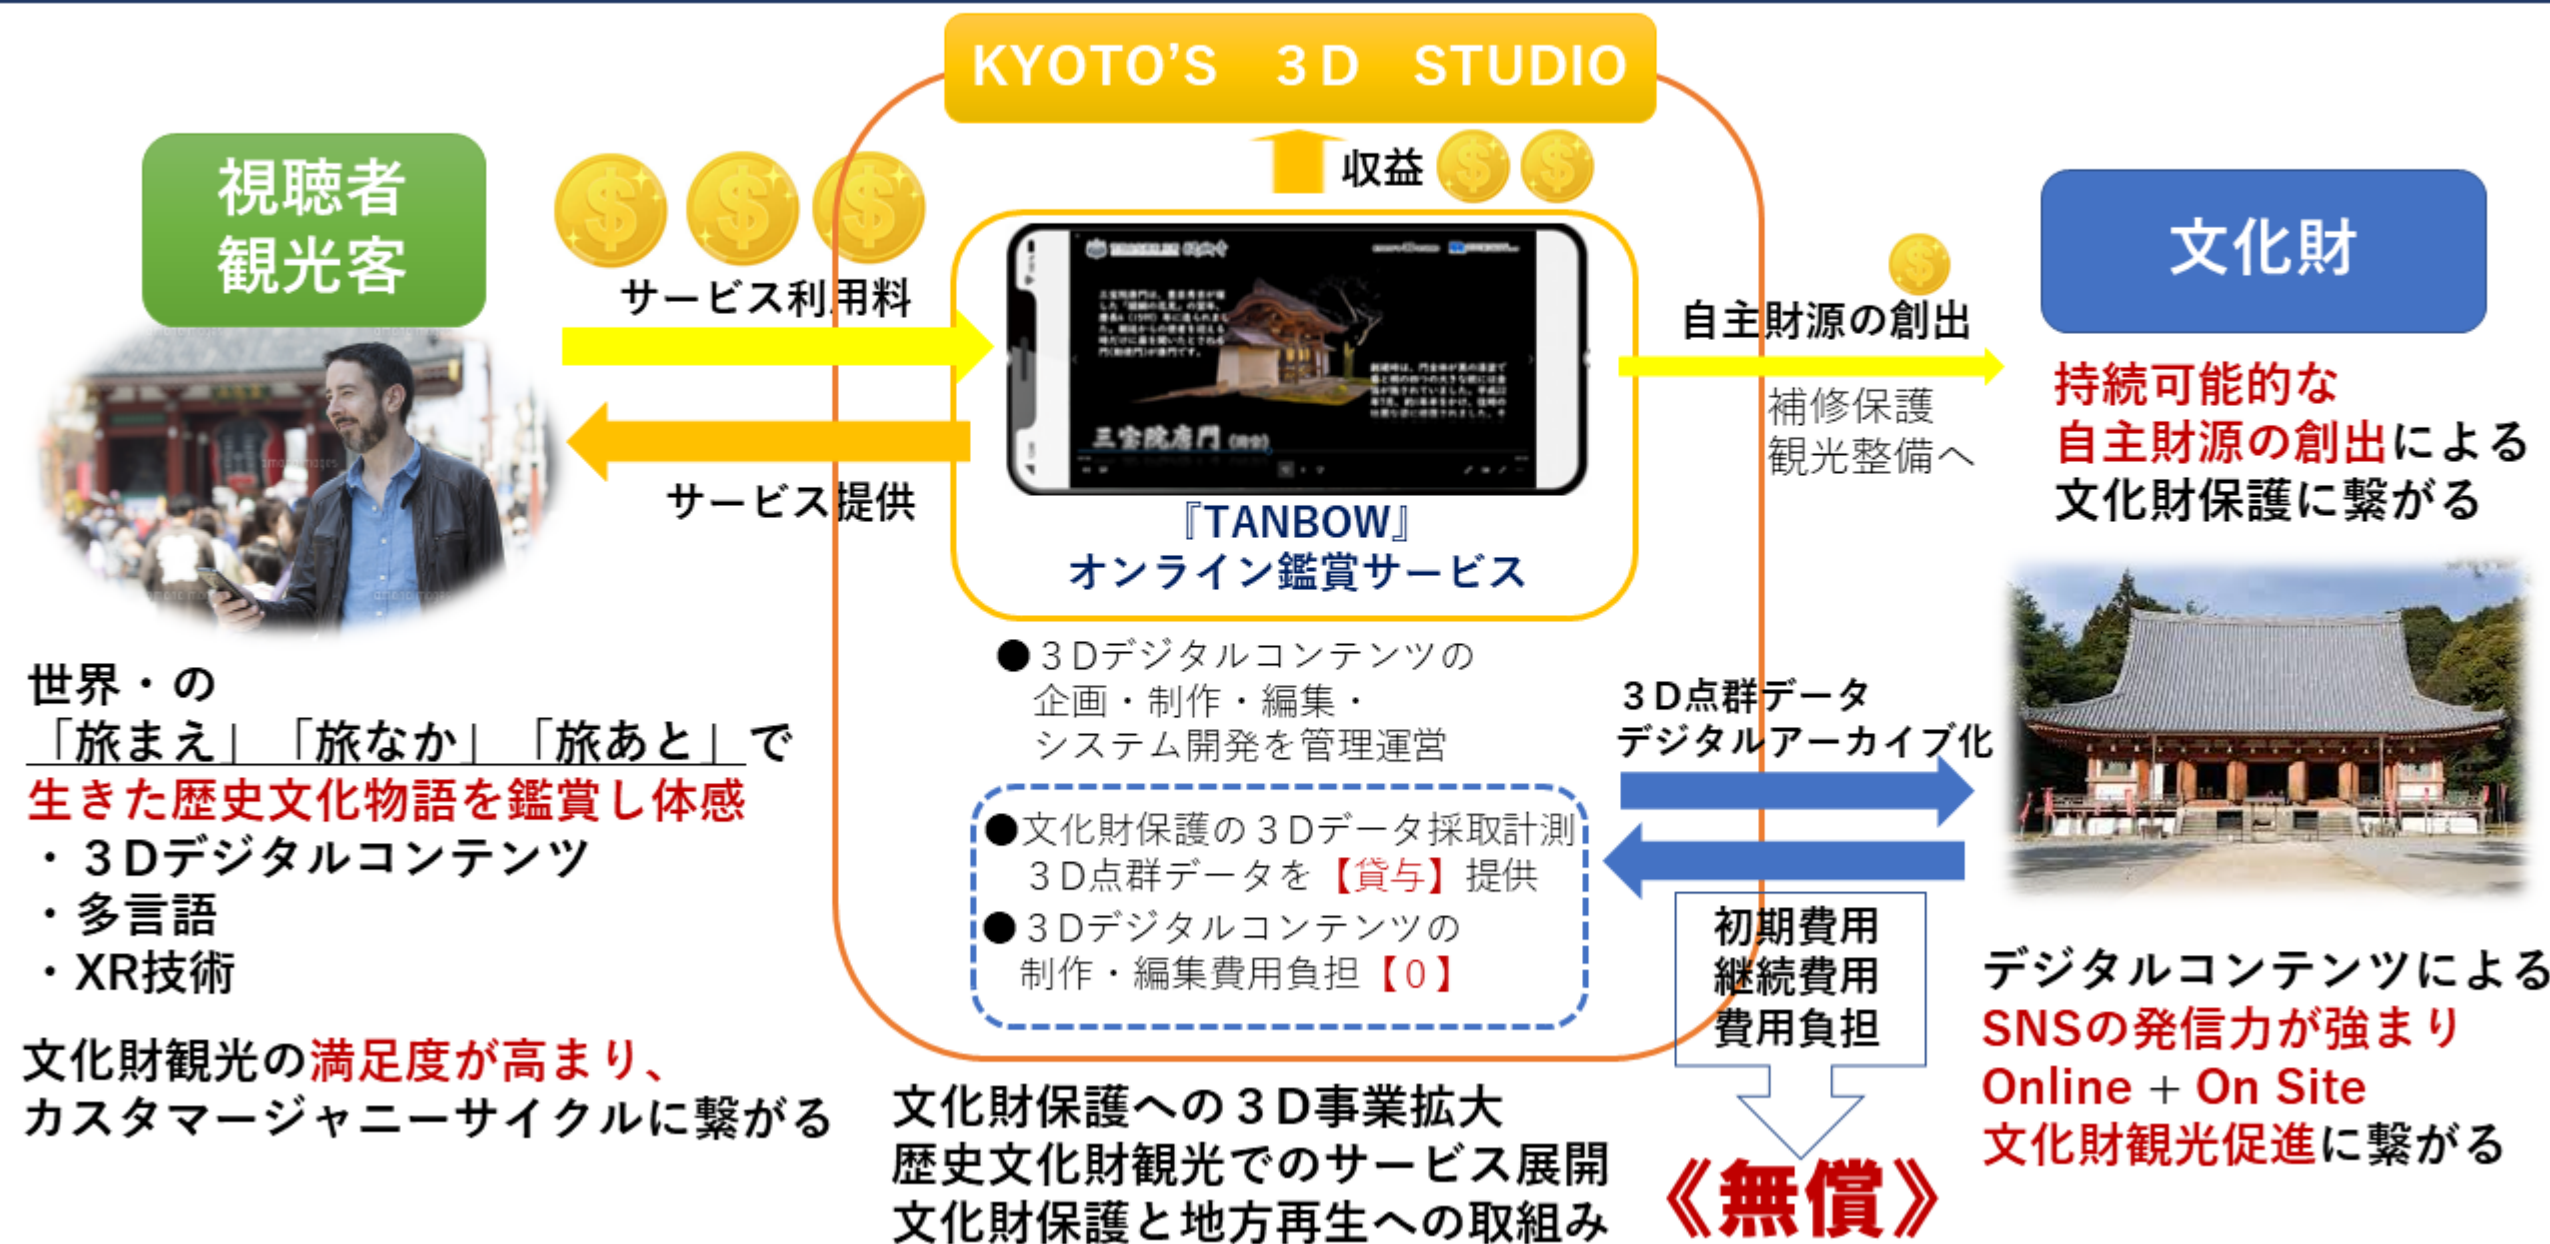 KYOTO'S 3D STUDIO
収益
視聴者
観光客
サービス利用料
サービス提供
三宝院唐門
『TANBOW』
オンライン鑑賞サービス
自主財源の創出
補修保護
観光整備へ
文化財
持続可能的な
自主財源の創出による
文化財保護に繋がる
世界・の
「旅まえ」「旅なか」「旅あと」で
生きた歴史文化物語を鑑賞し体感
・3Dデジタルコンテンツ
・多言語
・XR技術
文化財観光の満足度が高まり、
カスタマージャニーサイクルに繋がる
●3Dデジタルコンテンツの
企画・制作・編集・
システム開発を管理運営
●文化財保護の3Dデータ採取計測
3D点群データを【貸与】提供
●3Dデジタルコンテンツの
制作・編集費用負担【0】
3D点群データ
デジタルアーカイブ化
初期費用
継続費用
費用負担
《無償》
文化財保護への3D事業拡大
歴史文化財観光でのサービス展開
文化財保護と地方再生への取組み
デジタルコンテンツによる
SNSの発信力が強まり
Online + On Site
文化財観光促進に繋がる